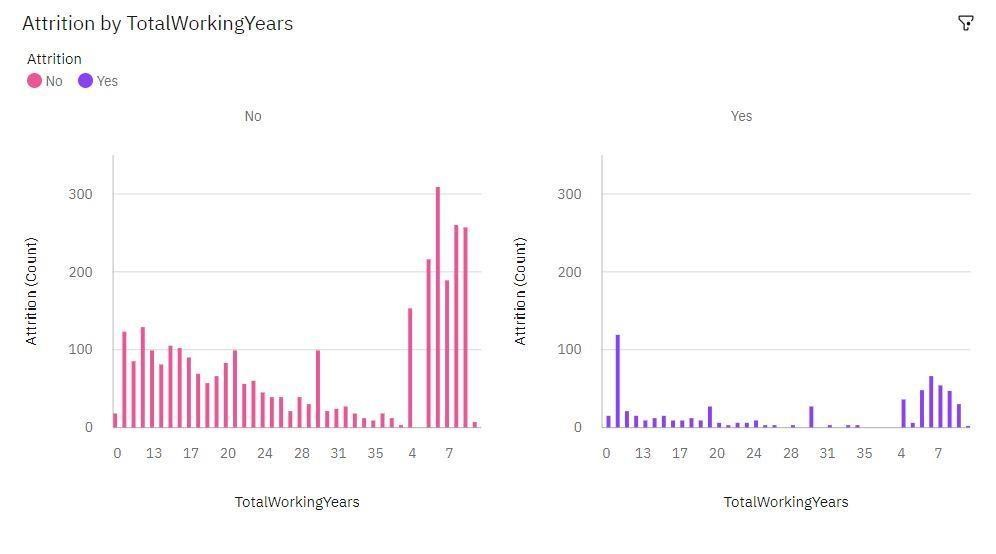 Attrition by TotalWorkingYears
Attrition
No Yes
No
Attrition (Count)
300
200
100
0
0 13 17 20 24 28 31 35 4 7
TotalWorkingYears
Yes
Attrition (Count)
300
200
100
0
0 13 17 20 24 28 31 35 4 7
TotalWorkingYears